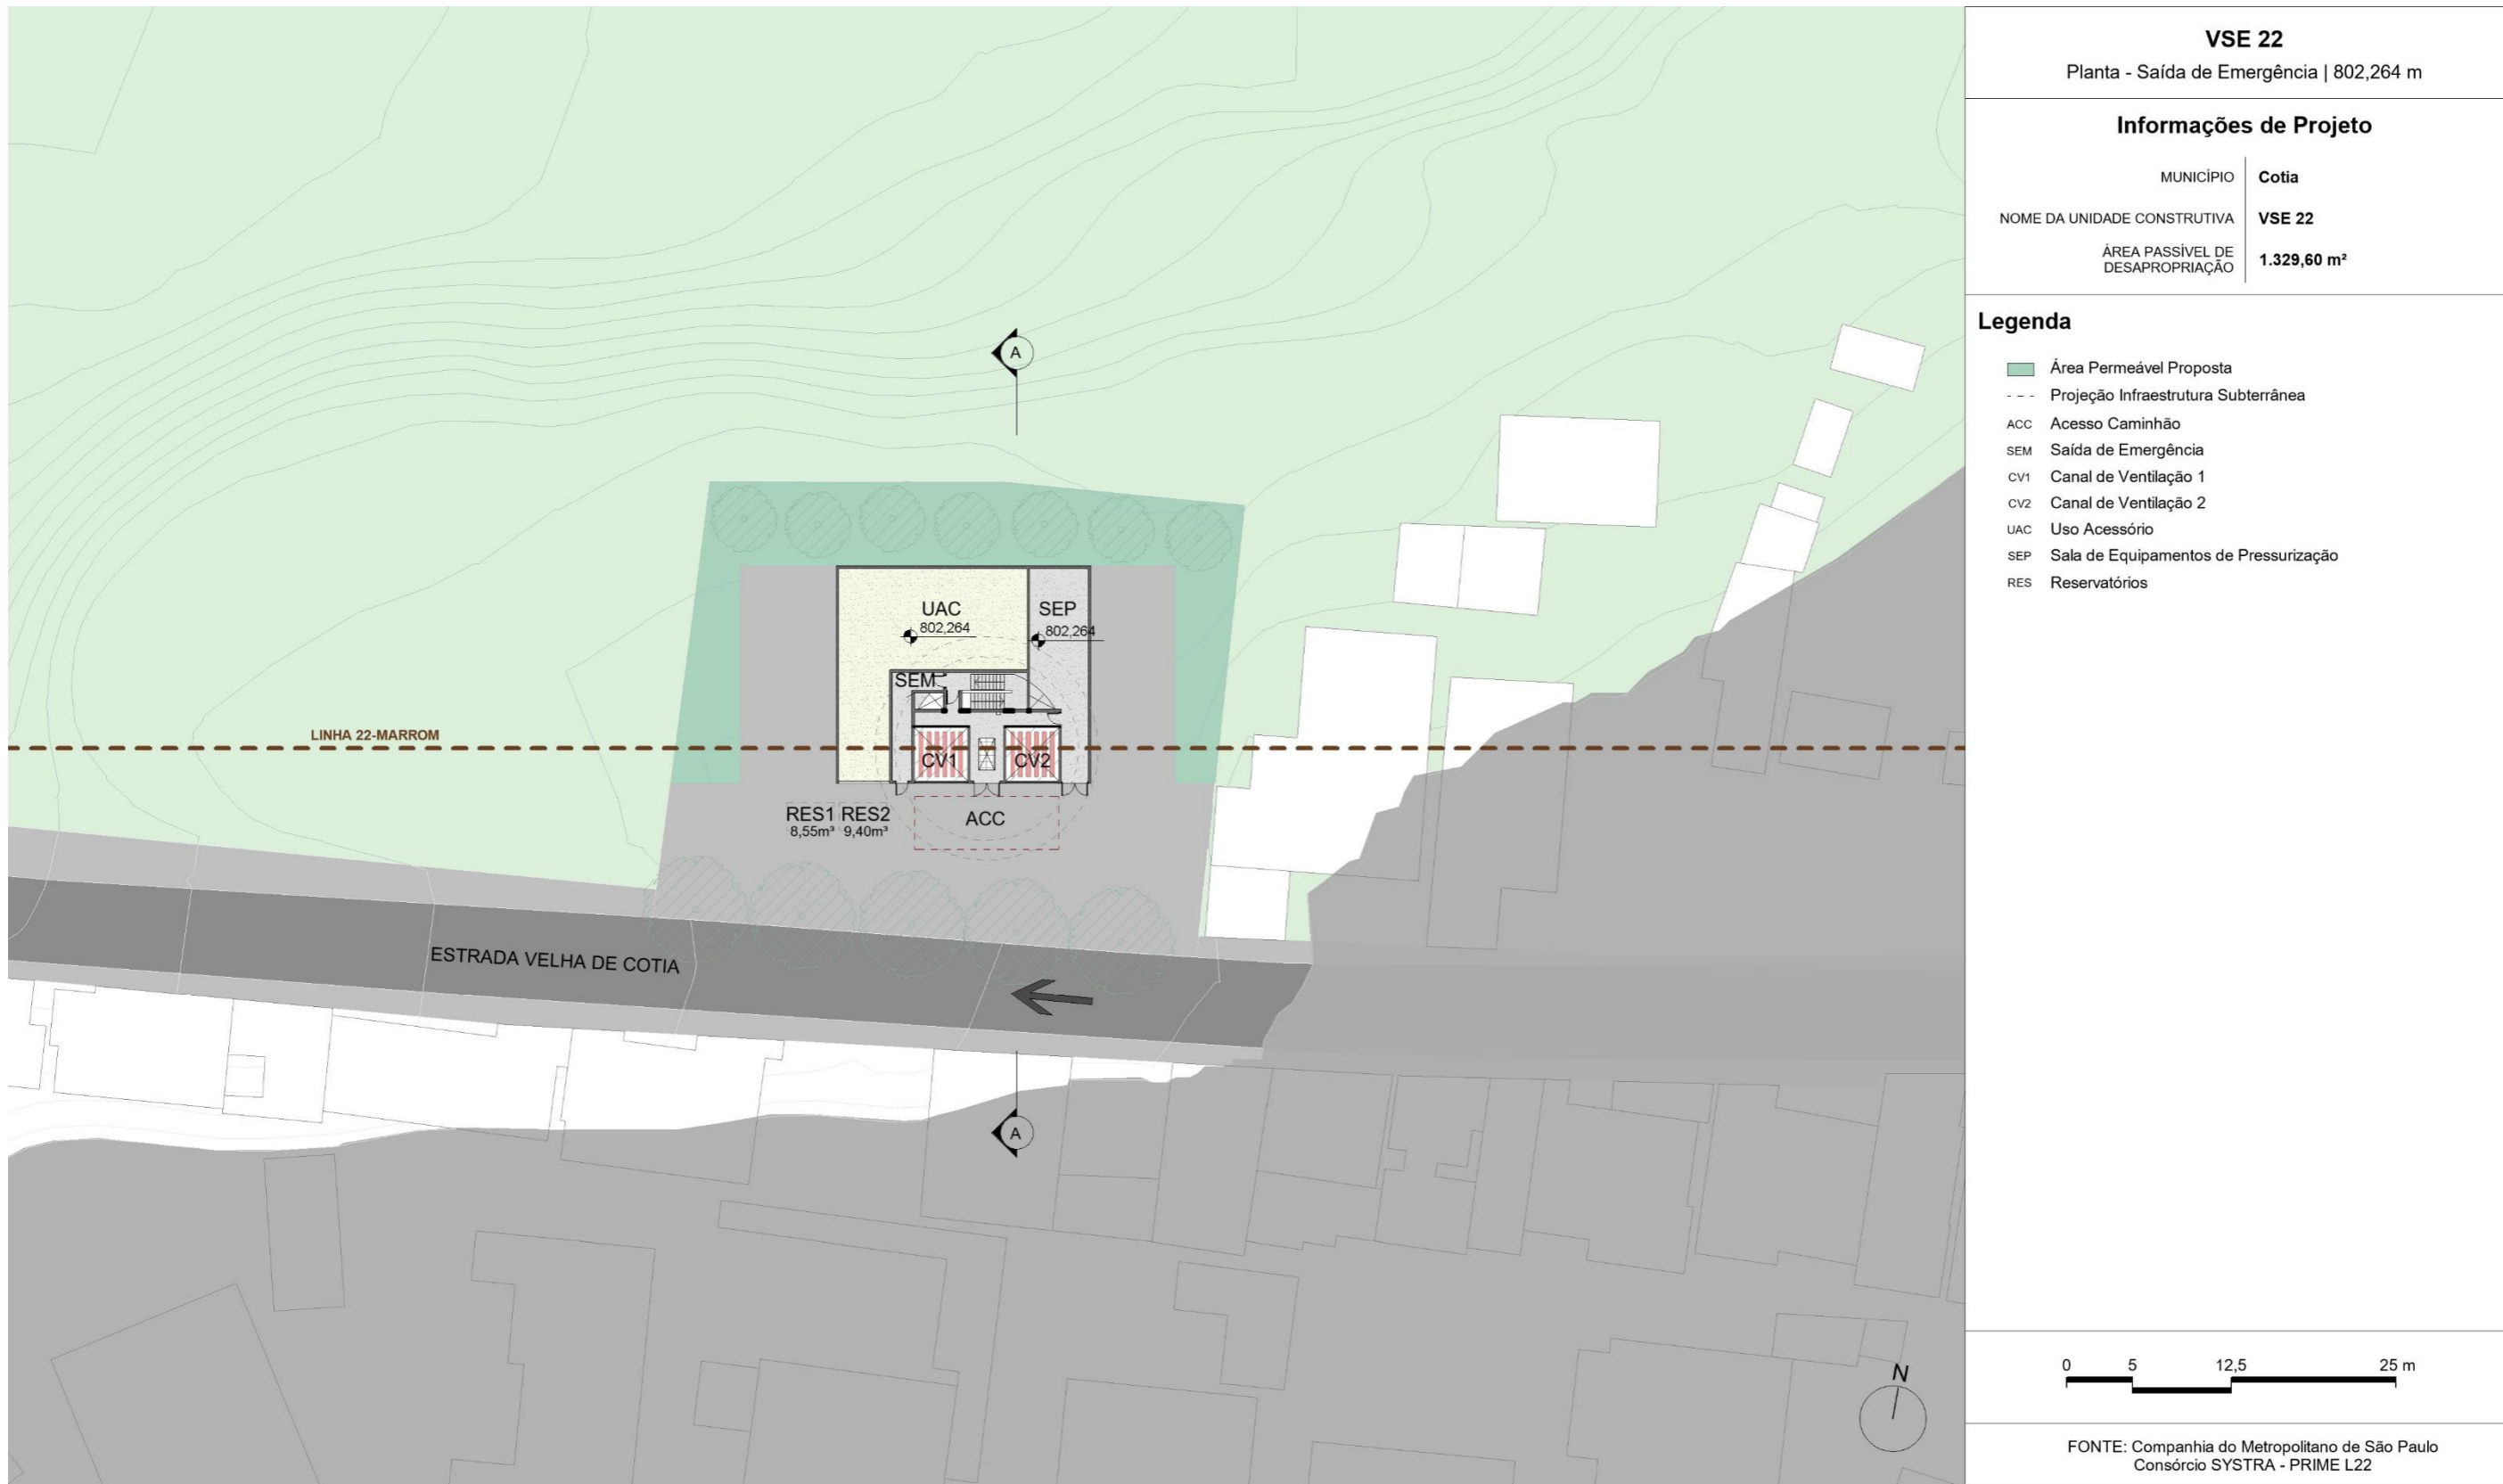 VSE 22
Planta - Saída de Emergência | 802,264 m
Informações de Projeto
MUNICÍPIO Cotia
NOME DA UNIDADE CONSTRUTIVA VSE 22
ÁREA PASSÍVEL DE
DESAPROPRIAÇÃO 1.329,60 m²
Legenda
Área Permeável Proposta
Projeção Infraestrutura Subterrânea
ACC Acesso Caminhão
SEM Saída de Emergência
CV1 Canal de Ventilação 1
CV2 Canal de Ventilação 2
UAC Uso Acessório
SEP Sala de Equipamentos de Pressurização
RES Reservatórios
A
UAC
802,264
SEP
802,264
SEM
LINHA 22-MARROM
CV1
CV2
RES1 RES2
8,55m³ 9,40m³
ACC
ESTRADA VELHA DE COTIA
A
N
0 5 12,5 25 m
FONTE: Companhia do Metropolitano de São Paulo
Consórcio SYSTRA - PRIME L22